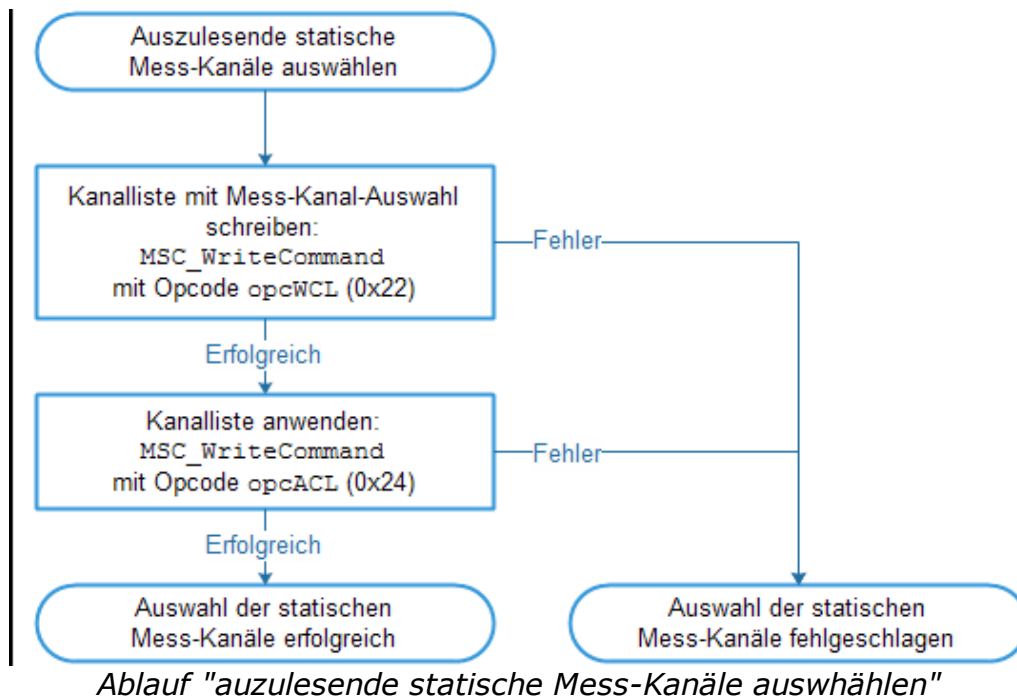 Auszulesende statische
Mess-Kanäle auswählen
Kanalliste mit Mess-Kanal-Auswahl
schreiben:
MSC_WriteCommand
mit Opcode opcWCL (0x22)
Fehler
Erfolgreich
Kanalliste anwenden:
MSC_WriteCommand
mit Opcode opcACL (0x24)
Fehler
Erfolgreich
Auswahl der statischen
Mess-Kanäle erfolgreich
Auswahl der statischen
Mess-Kanäle fehlgeschlagen
Ablauf "auzulesende statische Mess-Kanäle auswhählen"